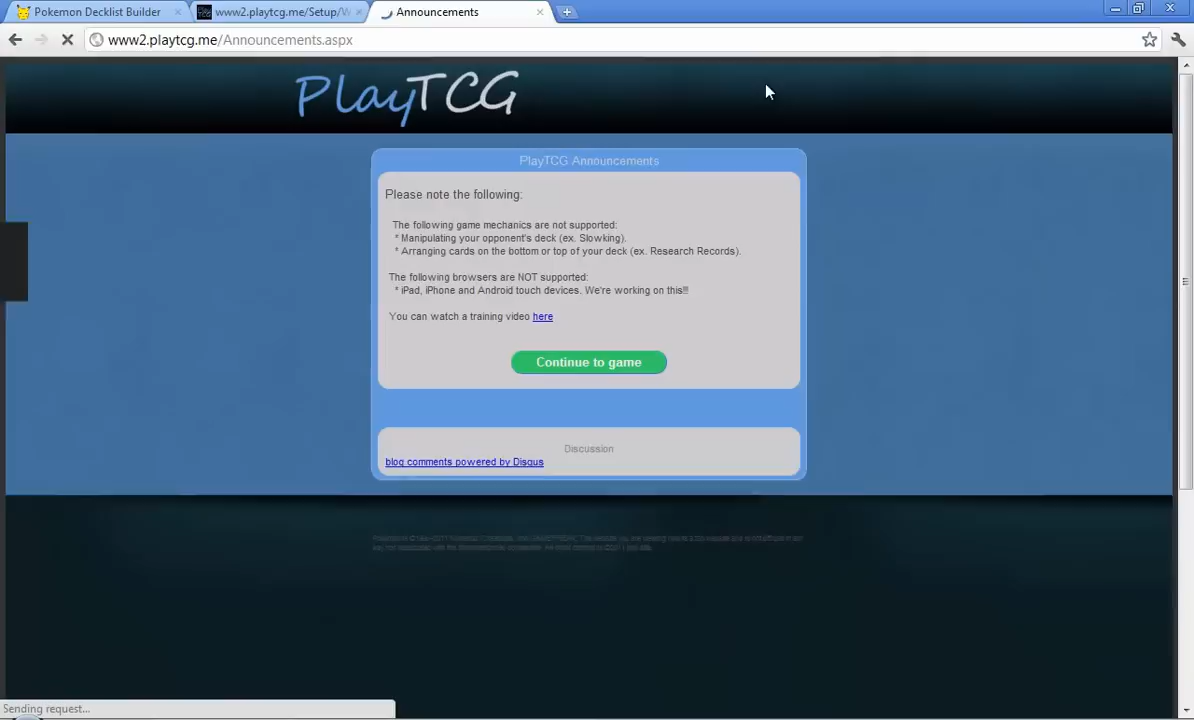 Pokemon Decklist Builder
www2.playtcg.me/Setup/W
Announcements
www2.playtcg.me/Announcements.aspx
PlayTCG
PlayTCG Announcements
Please note the following:
The following game mechanics are not supported:
* Manipulating your opponent's deck (ex. Slowking).
* Arranging cards on the bottom or top of your deck (ex. Research Records).
The following browsers are NOT supported:
* iPad, iPhone and Android touch devices. We're working on this!!!
You can watch a training video here
Continue to game
Discussion
blog comments powered by Disqus
Sending request...